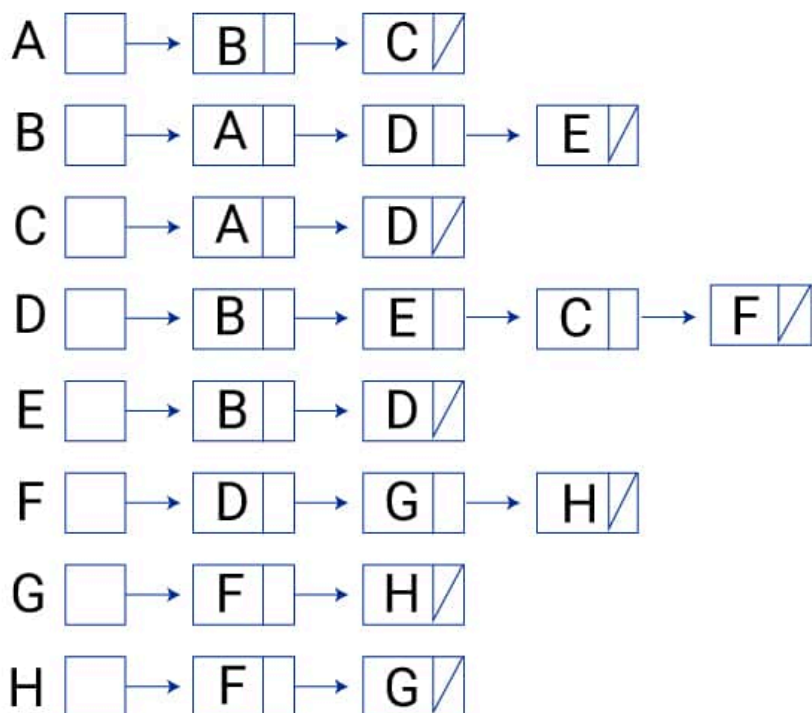 A B C
B A D E
C A D
D B E C F
E B D
F D G H
G F H
H F G